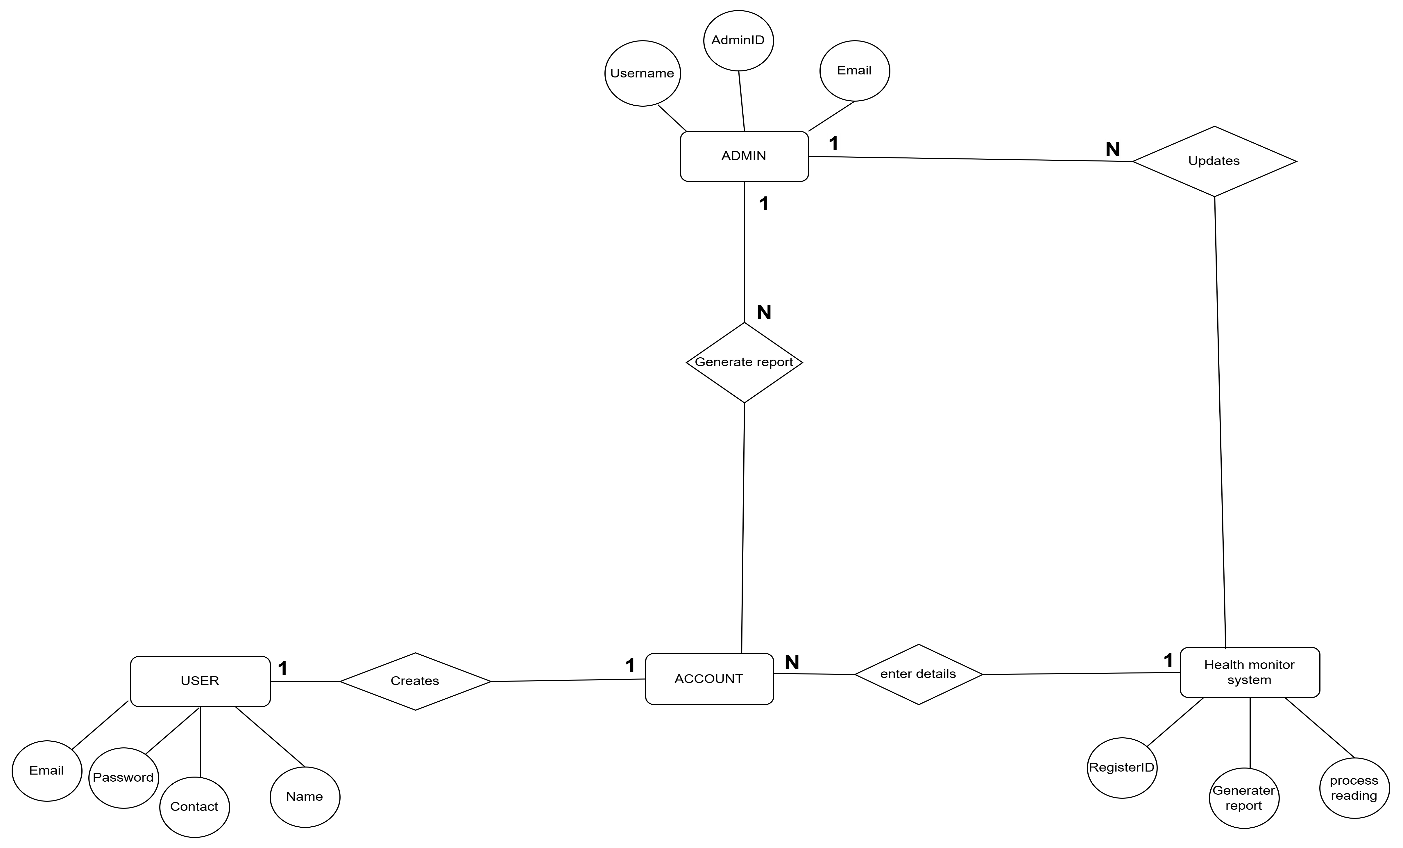 AdminID
Username
Email
ADMIN
1
N
Updates
1
N
Generate report
USER
1
Creates
1
ACCOUNT
N
enter details
1
Health monitor
system
Email
Password
Contact
Name
RegisterID
Generater
report
process
reading